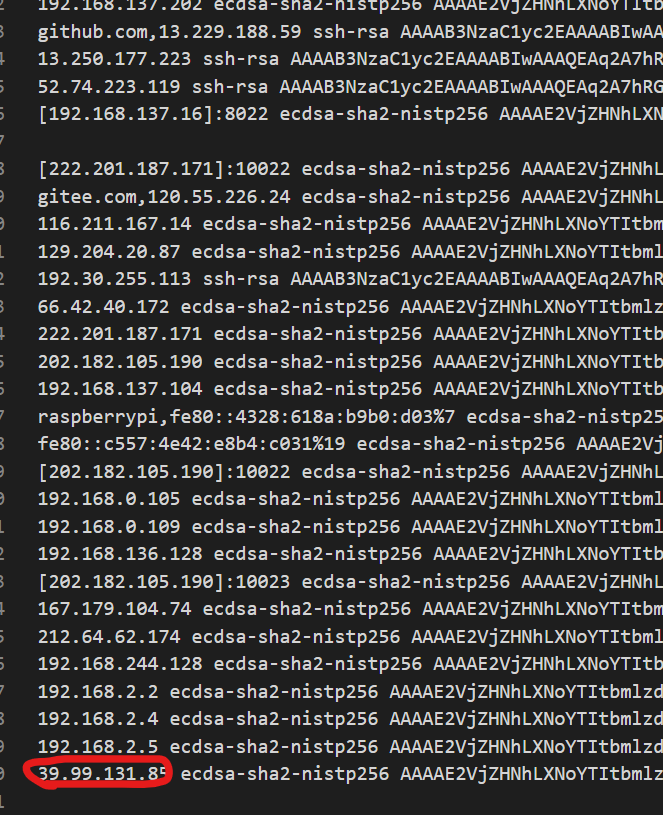 192.168.137.202 ecdsa-sha2-nistp256 AAAAE2VjZHNhLXNoYTItb
github.com,13.229.188.59 ssh-rsa AAAAB3NzaC1yc2EAAAABIwAA
13.250.177.223 ssh-rsa AAAAB3NzaC1yc2EAAAABIwAAAQEAq2A7hRG
52.74.223.119 ssh-rsa AAAAB3NzaC1yc2EAAAABIwAAAQEAq2A7hRG
[192.168.137.16]:8022 ecdsa-sha2-nistp256 AAAAE2VjZHNhLXN
[222.201.187.171]:10022 ecdsa-sha2-nistp256 AAAAE2VjZHNhL
gitee.com,120.55.226.24 ecdsa-sha2-nistp256 AAAAE2VjZHNhL
116.211.167.14 ecdsa-sha2-nistp256 AAAAE2VjZHNhLXNoYTItbm
129.204.20.87 ecdsa-sha2-nistp256 AAAAE2VjZHNhLXNoYTItbml
192.30.255.113 ssh-rsa AAAAB3NzaC1yc2EAAAABIwAAAQEAq2A7hR
66.42.40.172 ecdsa-sha2-nistp256 AAAAE2VjZHNhLXNoYTItbmlz
222.201.187.171 ecdsa-sha2-nistp256 AAAAE2VjZHNhLXNoYTItb
202.182.105.190 ecdsa-sha2-nistp256 AAAAE2VjZHNhLXNoYTItb
192.168.137.104 ecdsa-sha2-nistp256 AAAAE2VjZHNhLXNoYTItb
raspberrypi,fe80::4328:618a:b9b0:d03%7 ecdsa-sha2-nistp25
fe80::c557:4e42:e8b4:c031%19 ecdsa-sha2-nistp256 AAAAE2Vj
[202.182.105.190]:10022 ecdsa-sha2-nistp256 AAAAE2VjZHNhL
192.168.0.105 ecdsa-sha2-nistp256 AAAAE2VjZHNhLXNoYTItbml
192.168.0.109 ecdsa-sha2-nistp256 AAAAE2VjZHNhLXNoYTItbml
192.168.136.128 ecdsa-sha2-nistp256 AAAAE2VjZHNhLXNoYTItb
[202.182.105.190]:10023 ecdsa-sha2-nistp256 AAAAE2VjZHNhL
167.179.104.74 ecdsa-sha2-nistp256 AAAAE2VjZHNhLXNoYTItbm
212.64.62.174 ecdsa-sha2-nistp256 AAAAE2VjZHNhLXNoYTItbml
192.168.244.128 ecdsa-sha2-nistp256 AAAAE2VjZHNhLXNoYTItb
192.168.2.2 ecdsa-sha2-nistp256 AAAAE2VjZHNhLXNoYTItbmlzd
192.168.2.4 ecdsa-sha2-nistp256 AAAAE2VjZHNhLXNoYTItbmlzd
192.168.2.5 ecdsa-sha2-nistp256 AAAAE2VjZHNhLXNoYTItbmlzd
39.99.131.85 ecdsa-sha2-nistp256 AAAAE2VjZHNhLXNoYTItbmlz